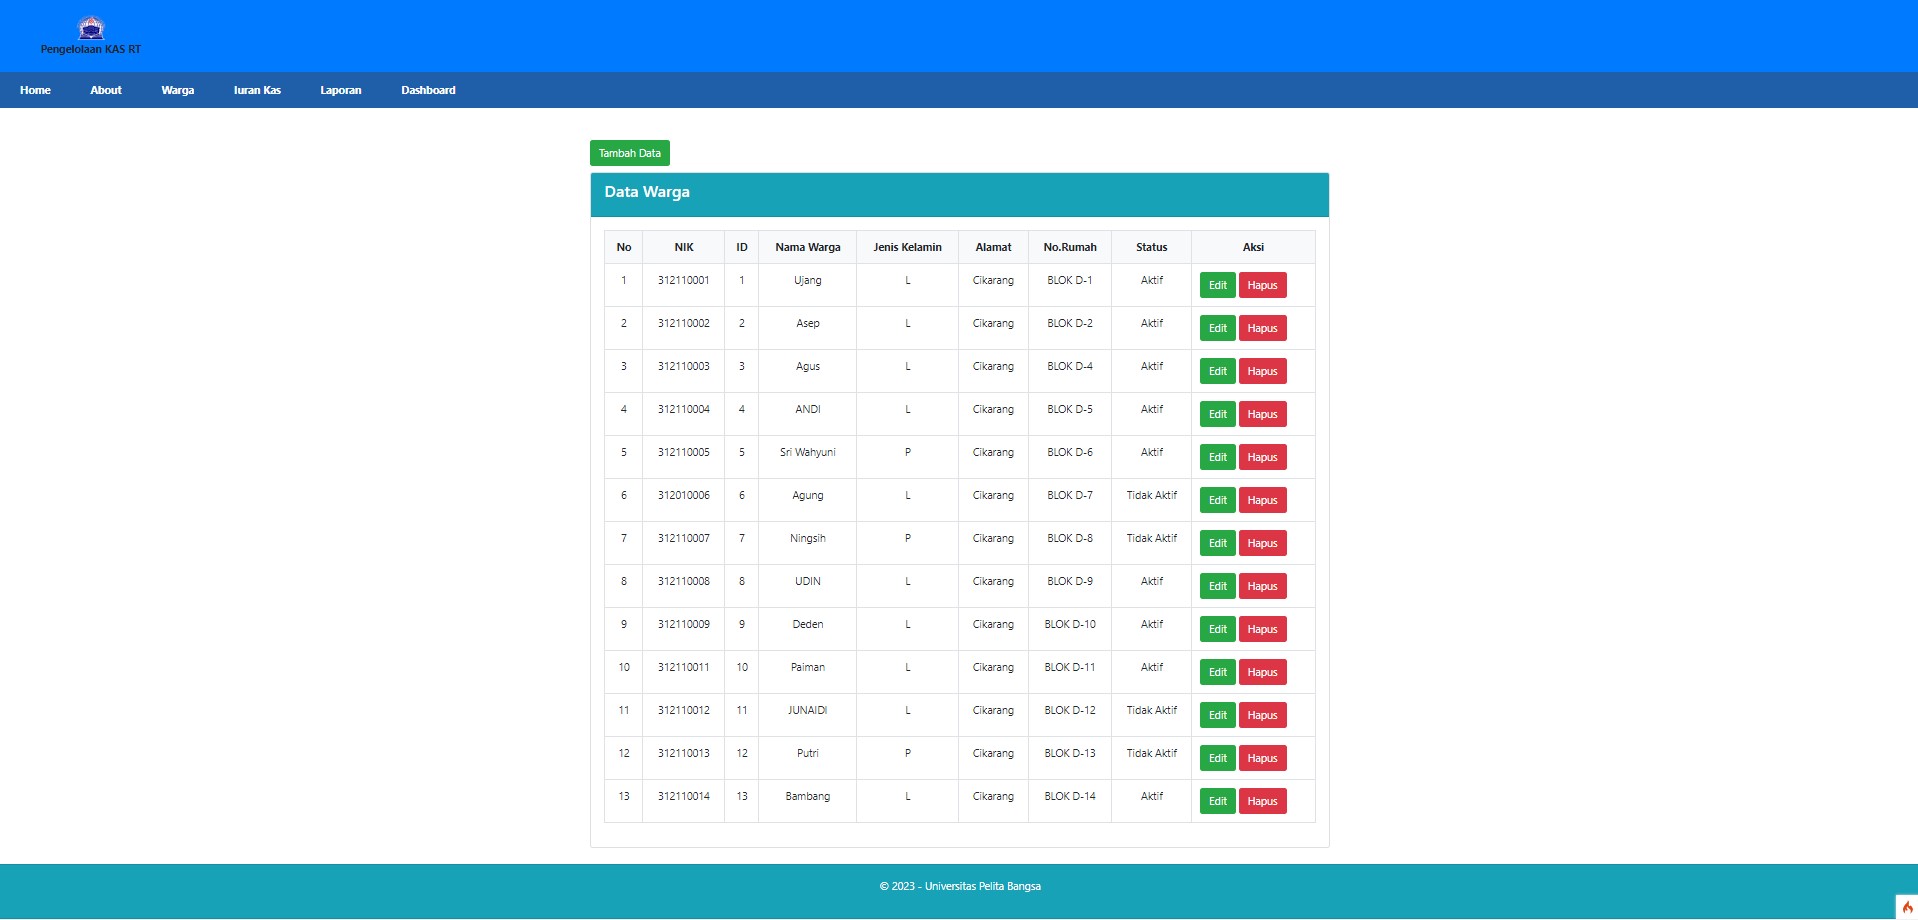 Pengelolaan KAS RT
Home About Warga Iuran Kas Laporan Dashboard
Tambah Data
Data Warga
No NIK ID Nama Warga Jenis Kelamin Alamat No.Rumah Status Aksi
1 312110001 1 Ujang L Cikarang BLOK D-1 Aktif Edit Hapus
2 312110002 2 Asep L Cikarang BLOK D-2 Aktif Edit Hapus
3 312110003 3 Agus L Cikarang BLOK D-4 Aktif Edit Hapus
4 312110004 4 ANDI L Cikarang BLOK D-5 Aktif Edit Hapus
5 312110005 5 Sri Wahyuni P Cikarang BLOK D-6 Aktif Edit Hapus
6 312010006 6 Agung L Cikarang BLOK D-7 Tidak Aktif Edit Hapus
7 312110007 7 Ningsih P Cikarang BLOK D-8 Tidak Aktif Edit Hapus
8 312110008 8 UDIN L Cikarang BLOK D-9 Aktif Edit Hapus
9 312110009 9 Deden L Cikarang BLOK D-10 Aktif Edit Hapus
10 312110011 10 Paiman L Cikarang BLOK D-11 Aktif Edit Hapus
11 312110012 11 JUNAIDI L Cikarang BLOK D-12 Tidak Aktif Edit Hapus
12 312110013 12 Putri P Cikarang BLOK D-13 Tidak Aktif Edit Hapus
13 312110014 13 Bambang L Cikarang BLOK D-14 Aktif Edit Hapus
© 2023 - Universitas Pelita Bangsa